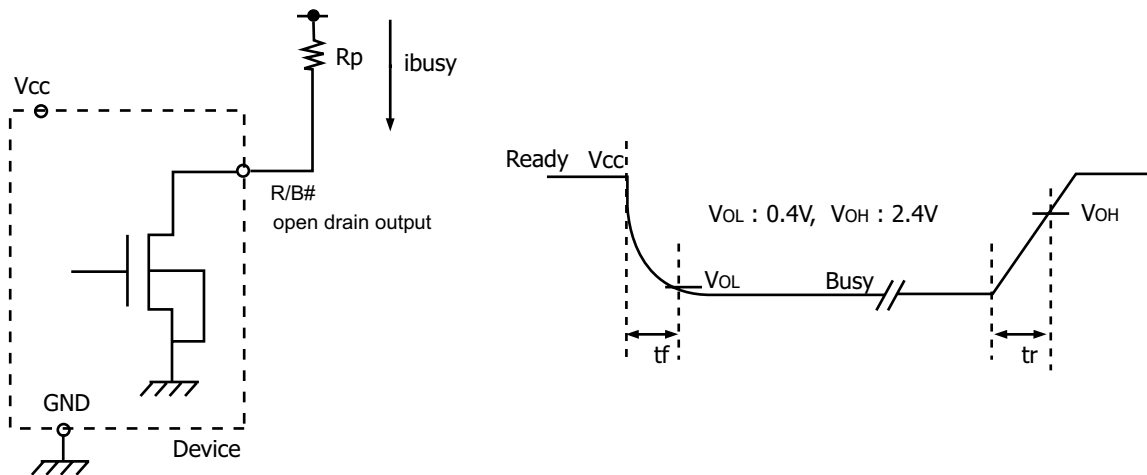 Rp
ibusy
Vcc
R/B#
open drain output
GND
Device
Ready Vcc
VOL : 0.4V, VOH : 2.4V
VOH
VOL
Busy
tf
tr